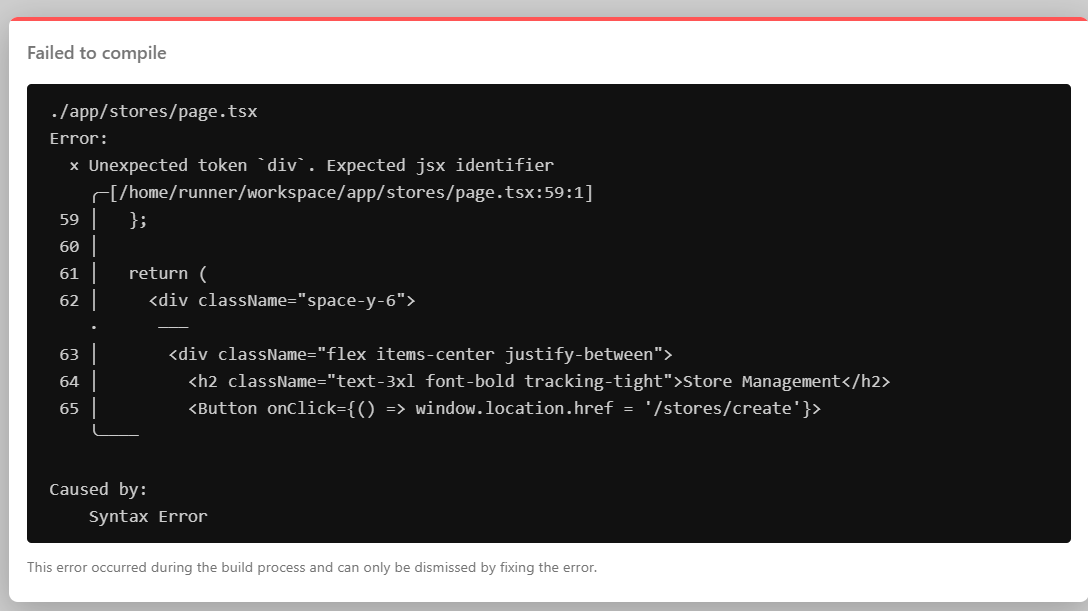 Failed to compile
./app/stores/page.tsx
Error:
  × Unexpected token `div`. Expected jsx identifier
    ╭─[/home/runner/workspace/app/stores/page.tsx:59:1]
 59 │   };
 60 │
 61 │   return (
 62 │     <div className="space-y-6">
    ·      ───
 63 │       <div className="flex items-center justify-between">
 64 │         <h2 className="text-3xl font-bold tracking-tight">Store Management</h2>
 65 │         <Button onClick={() => window.location.href = '/stores/create'}>
    ╰────
Caused by:
    Syntax Error
This error occurred during the build process and can only be dismissed by fixing the error.